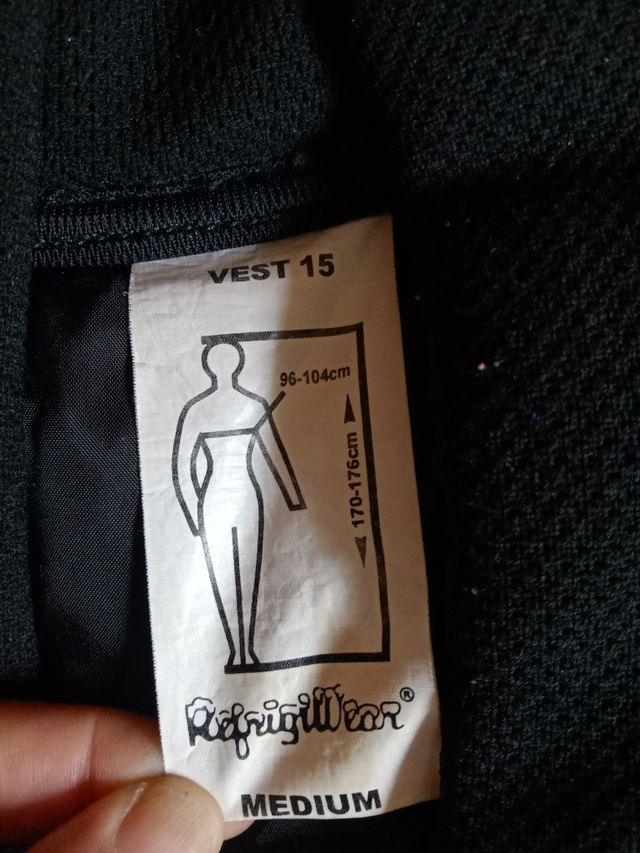 VEST 15
96-104cm
170-176cm
RefrigiWear®
MEDIUM